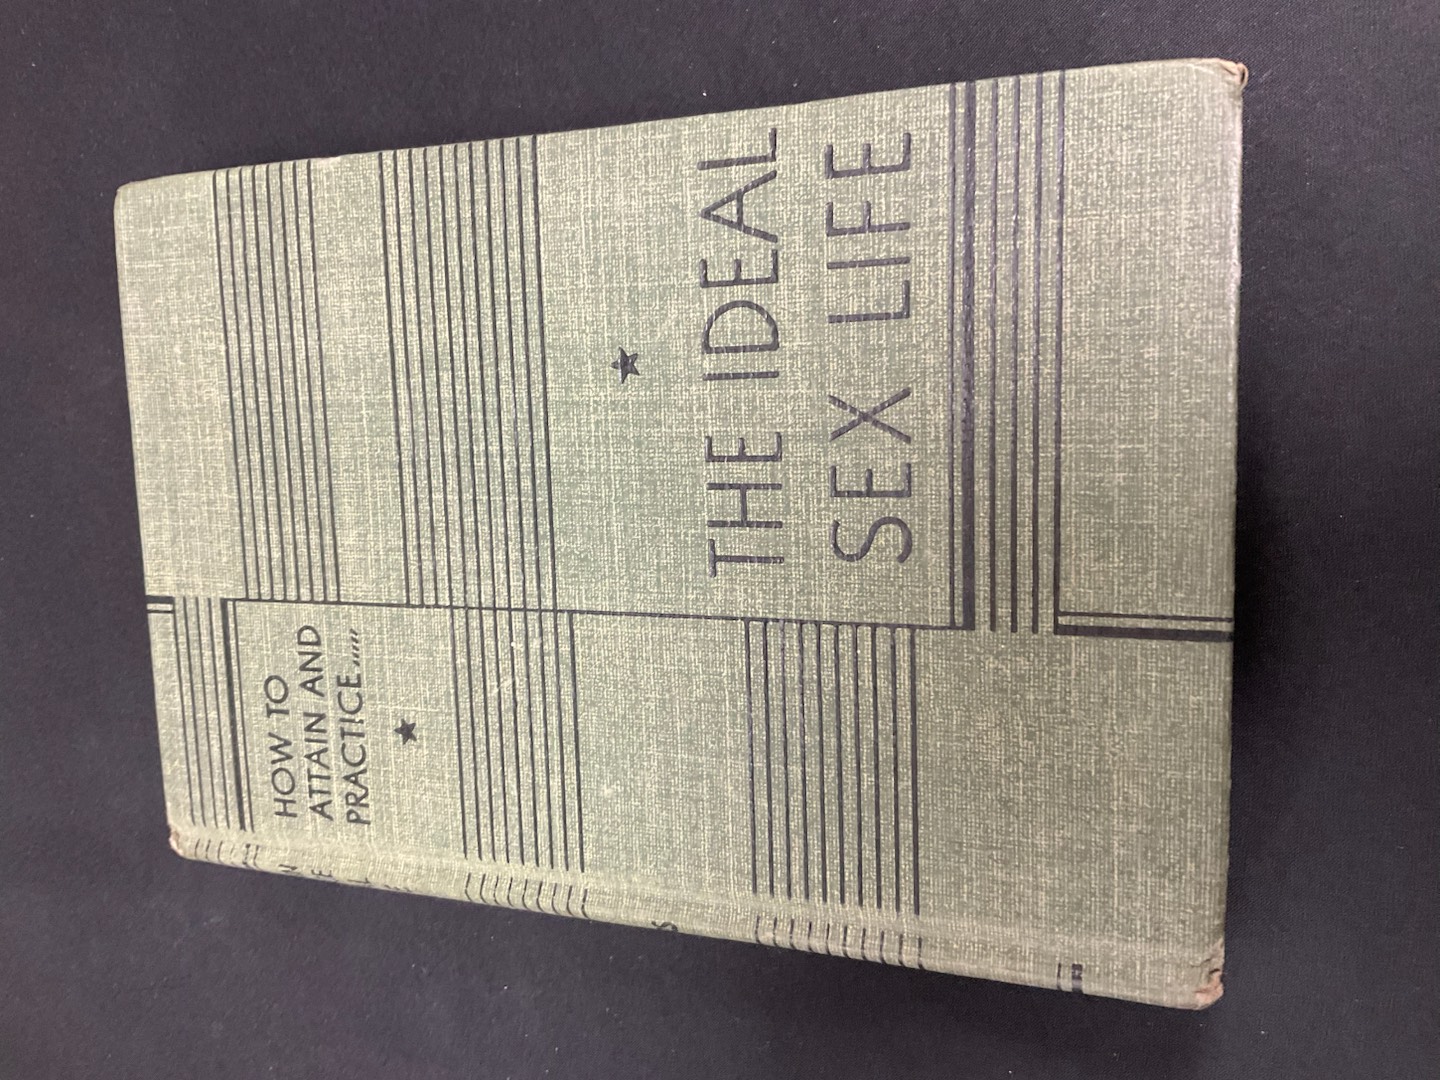 HOW TO
ATTAIN AND
PRACTICE.....
THE IDEAL
SEX LIFE